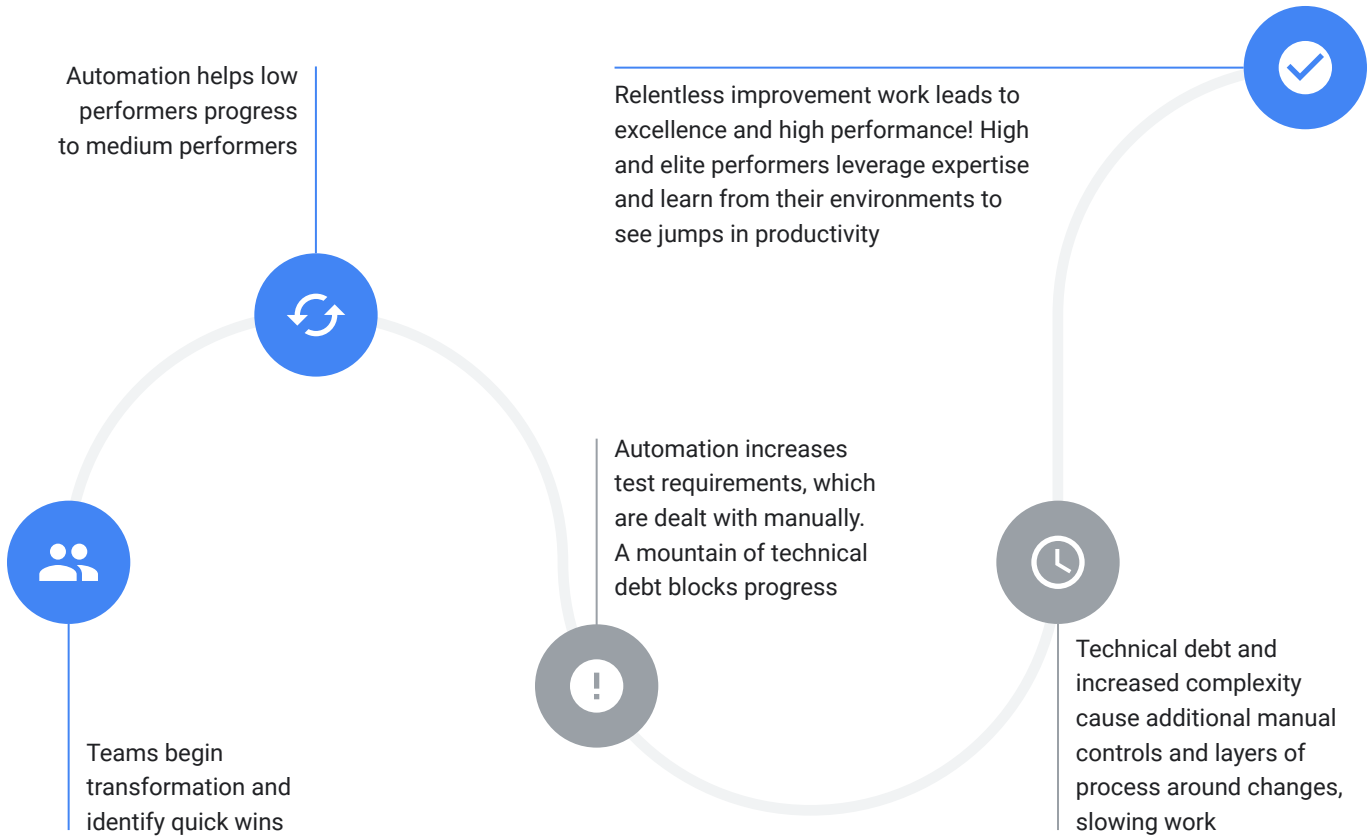 Automation helps low
performers progress
to medium performers
Relentless improvement work leads to
excellence and high performance! High
and elite performers leverage expertise
and learn from their environments to
see jumps in productivity
Automation increases
test requirements, which
are dealt with manually.
A mountain of technical
debt blocks progress
Teams begin
transformation and
identify quick wins
Technical debt and
increased complexity
cause additional manual
controls and layers of
process around changes,
slowing work